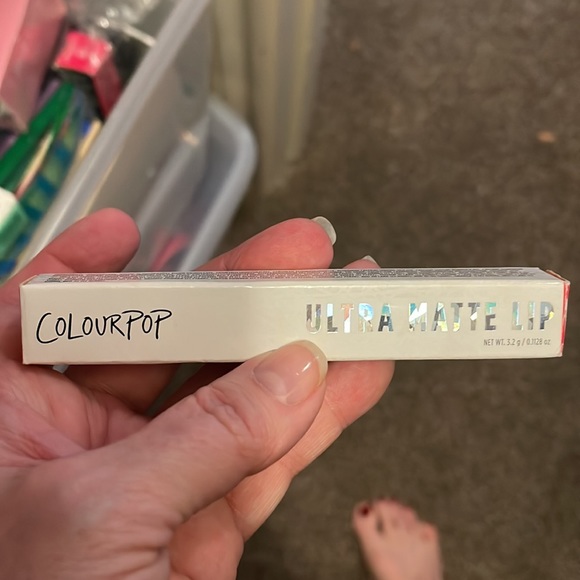 COLOURPOP
ULTRA MATTE LIP
NET WT. 3.2 g / 0.1128 oz